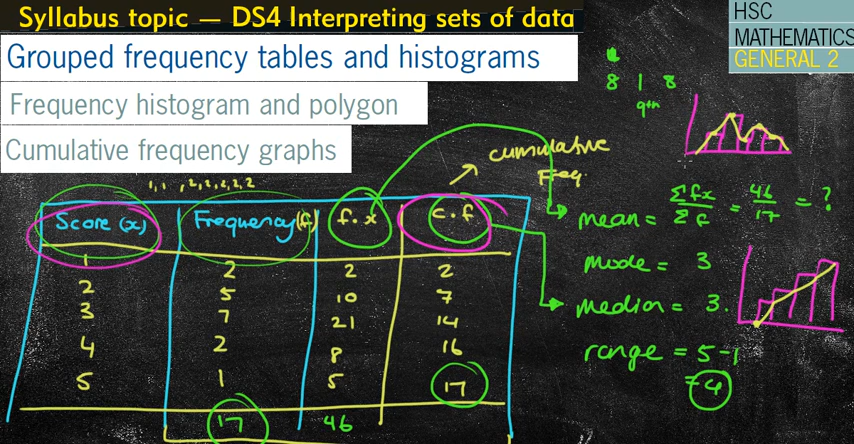 Syllabus topic — DS4 Interpreting sets of data
HSC
MATHEMATICS
GENERAL 2
Grouped frequency tables and histograms
Frequency histogram and polygon
Cumulative frequency graphs
8 1 8
9th
1,1,2,2,2,2,2
cumulative
Freq.
Score (x) Frequency (f) f.x c.f
1 2 2 2
2 5 10 7
3 7 21 14
4 2 8 16
5 1 5 17
17 46
mean = Σfx/Σf = 46/17 = ?
mode = 3
median = 3.
range = 5-1
=4